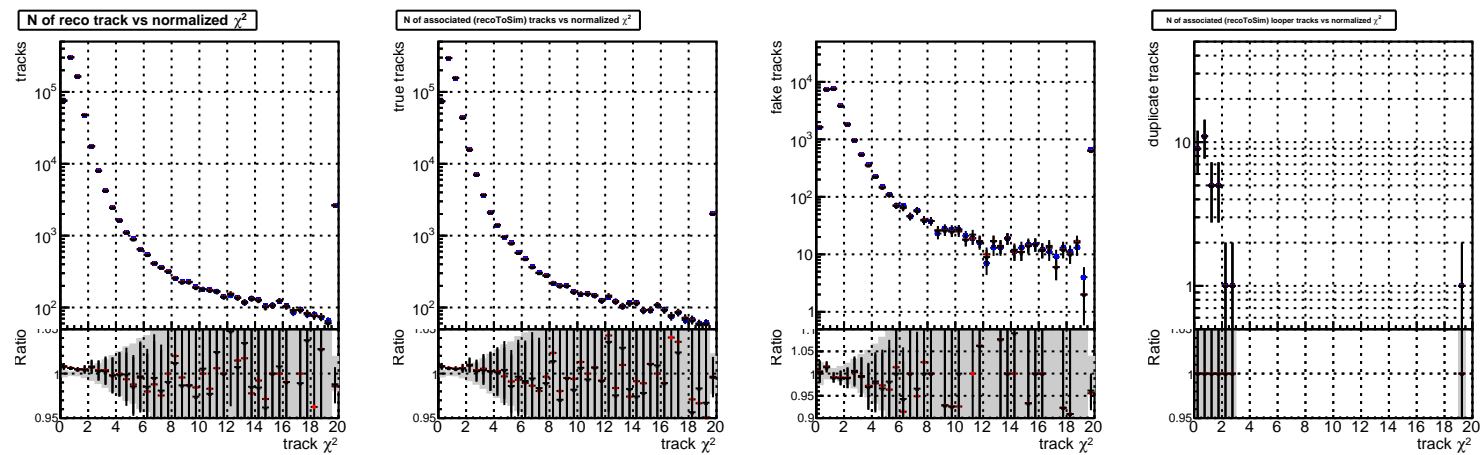 N of reco track vs normalized χ²
tracks
10⁵
10⁴
10³
10²
Ratio
1
0.95
0 2 4 6 8 10 12 14 16 18 20
track χ²
N of associated (recoToSim) tracks vs normalized χ²
true tracks
10⁵
10⁴
10³
10²
Ratio
1
0.95
0 2 4 6 8 10 12 14 16 18 20
track χ²
fake tracks
10⁴
10³
10²
10
1
Ratio
1.1
1.05
1
0.95
0.9
0 2 4 6 8 10 12 14 16 18 20
track χ²
N of associated (recoToSim) looper tracks vs normalized χ²
duplicate tracks
10
1
Ratio
1
0.95
0 2 4 6 8 10 12 14 16 18 20
track χ²